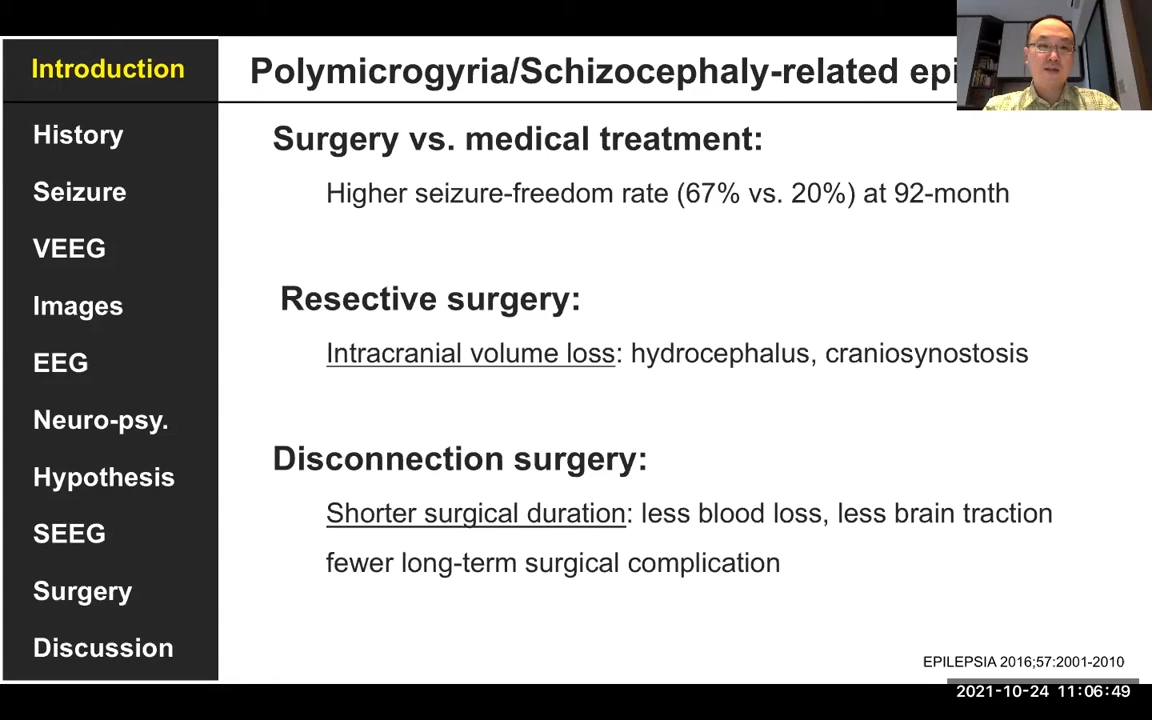 Introduction
Polymicrogyria/Schizocephaly-related
History
Seizure
VEEG
Images
EEG
Neuro-psy.
Hypothesis
SEEG
Surgery
Discussion
Surgery vs. medical treatment:
Higher seizure-freedom rate (67% vs. 20%) at 92-month
Resective surgery:
Intracranial volume loss: hydrocephalus, craniosynostosis
Disconnection surgery:
Shorter surgical duration: less blood loss, less brain traction
fewer long-term surgical complication
EPILEPSIA 2016;57:2001-2010
2021-10-24 11:06:49